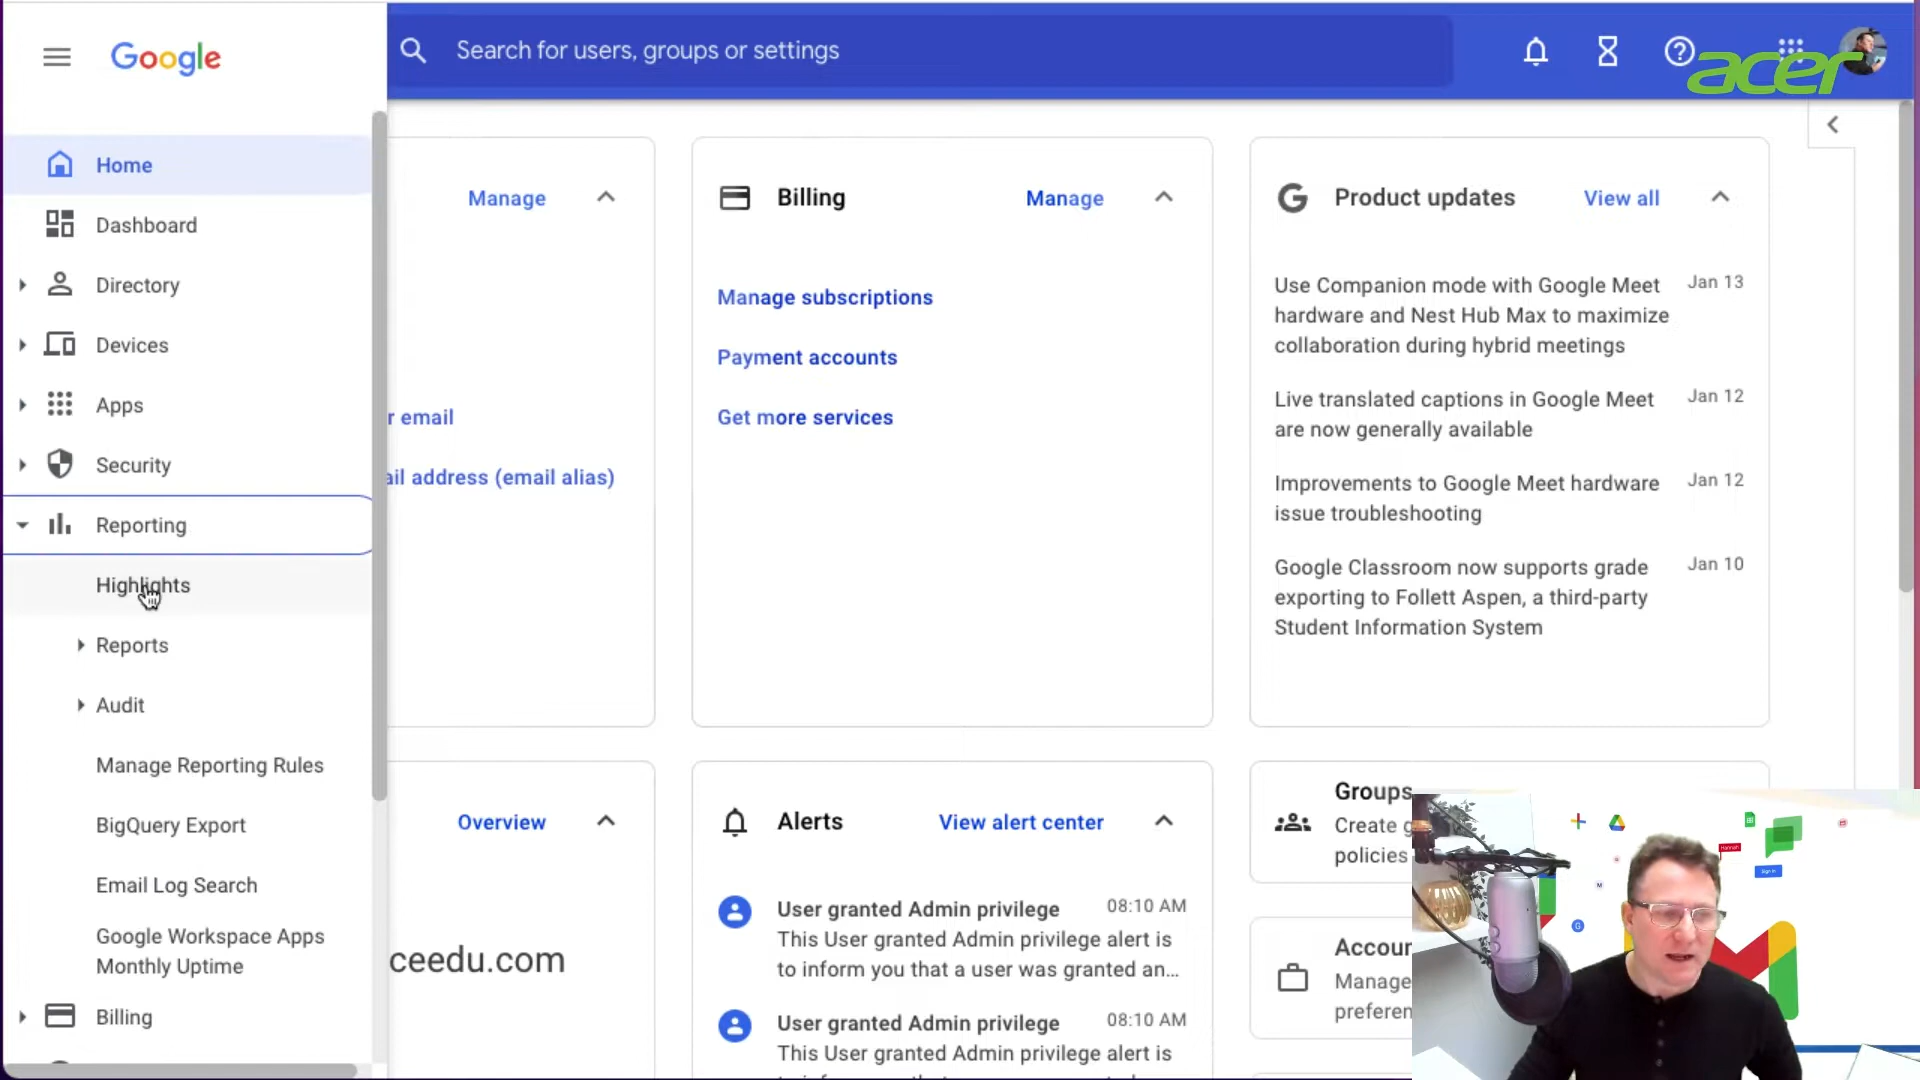 Google
Search for users, groups or settings
acer
Home
Dashboard
Directory
Devices
Apps
Security
Reporting
Highlights
Reports
Audit
Manage Reporting Rules
BigQuery Export
Email Log Search
Google Workspace Apps
Monthly Uptime
Billing
Manage
r email
ail address (email alias)
Billing
Manage
Manage subscriptions
Payment accounts
Get more services
Product updates
View all
Use Companion mode with Google Meet
hardware and Nest Hub Max to maximize
collaboration during hybrid meetings
Jan 13
Live translated captions in Google Meet
are now generally available
Jan 12
Improvements to Google Meet hardware
issue troubleshooting
Jan 12
Google Classroom now supports grade
exporting to Follett Aspen, a third-party
Student Information System
Jan 10
Overview
ceedu.com
Alerts
View alert center
User granted Admin privilege
08:10 AM
This User granted Admin privilege alert is
to inform you that a user was granted an...
User granted Admin privilege
08:10 AM
This User granted Admin privilege alert is
Groups
Create g
policies
Accour
Manage
preferen
Hannah
Sign in